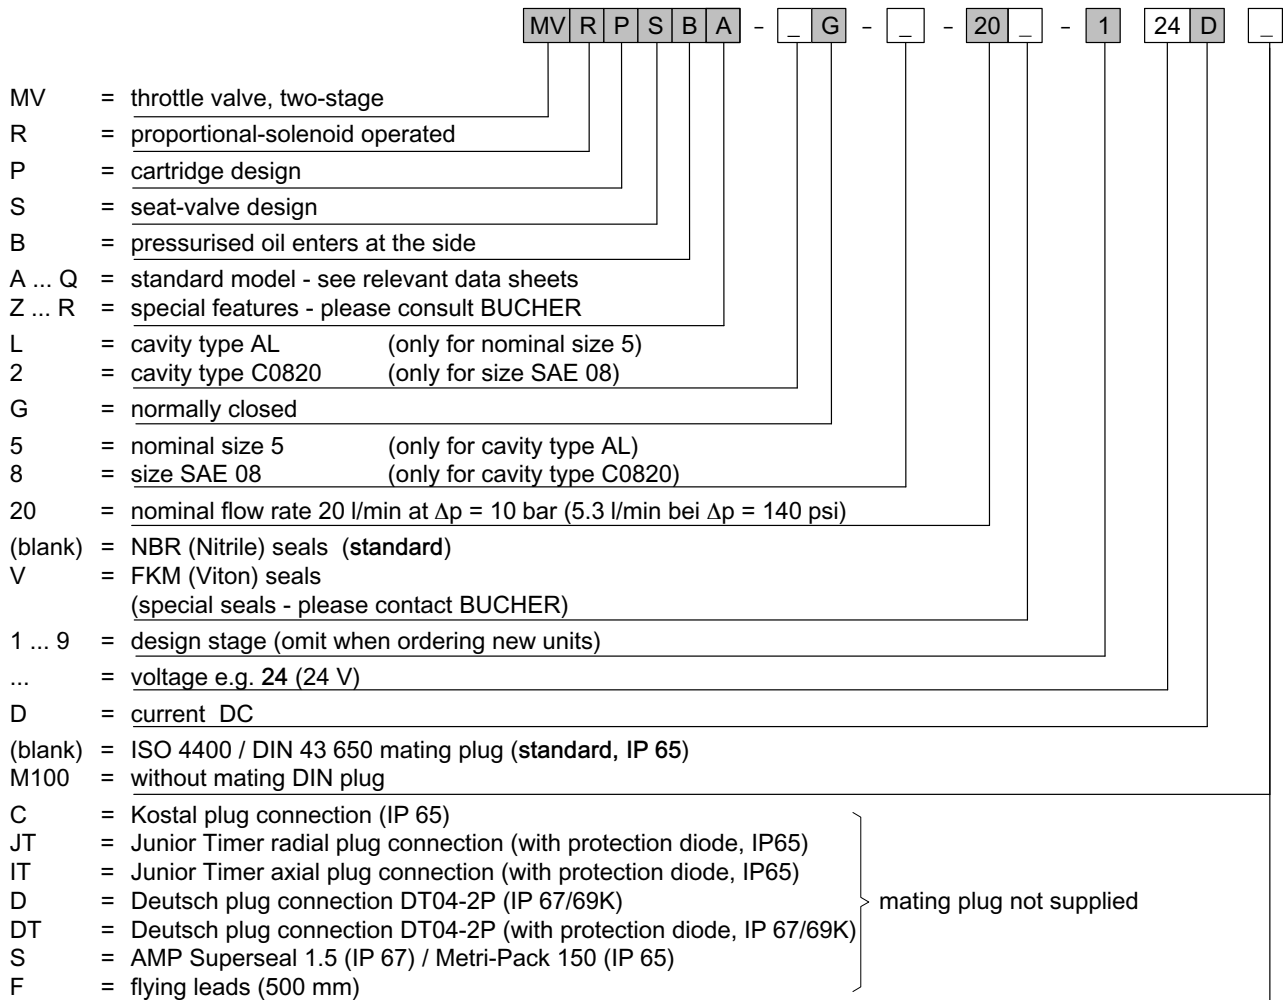 MV R P S B A - _ G - _ - 20 _ - 1 24 D _
MV = throttle valve, two-stage
R = proportional-solenoid operated
P = cartridge design
S = seat-valve design
B = pressurised oil enters at the side
A ... Q = standard model - see relevant data sheets
Z ... R = special features - please consult BUCHER
L = cavity type AL (only for nominal size 5)
2 = cavity type C0820 (only for size SAE 08)
G = normally closed
5 = nominal size 5 (only for cavity type AL)
8 = size SAE 08 (only for cavity type C0820)
20 = nominal flow rate 20 l/min at Δp = 10 bar (5.3 l/min bei Δp = 140 psi)
(blank) = NBR (Nitrile) seals (standard)
V = FKM (Viton) seals
(special seals - please contact BUCHER)
1 ... 9 = design stage (omit when ordering new units)
... = voltage e.g. 24 (24 V)
D = current DC
(blank) = ISO 4400 / DIN 43 650 mating plug (standard, IP 65)
M100 = without mating DIN plug
C = Kostal plug connection (IP 65)
JT = Junior Timer radial plug connection (with protection diode, IP65)
IT = Junior Timer axial plug connection (with protection diode, IP65)
D = Deutsch plug connection DT04-2P (IP 67/69K)
mating plug not supplied
DT = Deutsch plug connection DT04-2P (with protection diode, IP 67/69K)
S = AMP Superseal 1.5 (IP 67) / Metri-Pack 150 (IP 65)
F = flying leads (500 mm)